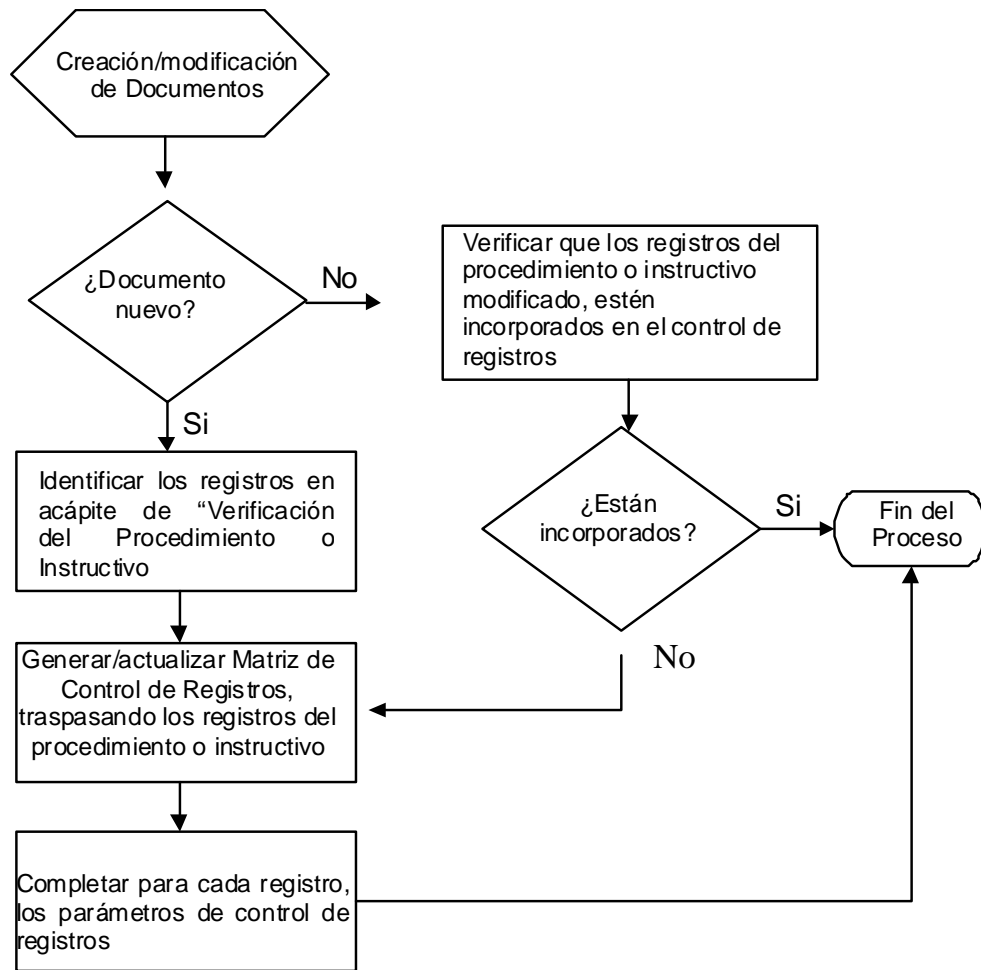 Creación/modificación
de Documentos
¿Documento
nuevo?
No
Si
Verificar que los registros del
procedimiento o instructivo
modificado, estén
incorporados en el control de
registros
Identificar los registros en
acápite de “Verificación
del Procedimiento o
Instructivo
¿Están
incorporados?
Si
Fin del
Proceso
No
Generar/actualizar Matriz de
Control de Registros,
traspasando los registros del
procedimiento o instructivo
Completar para cada registro,
los parámetros de control de
registros